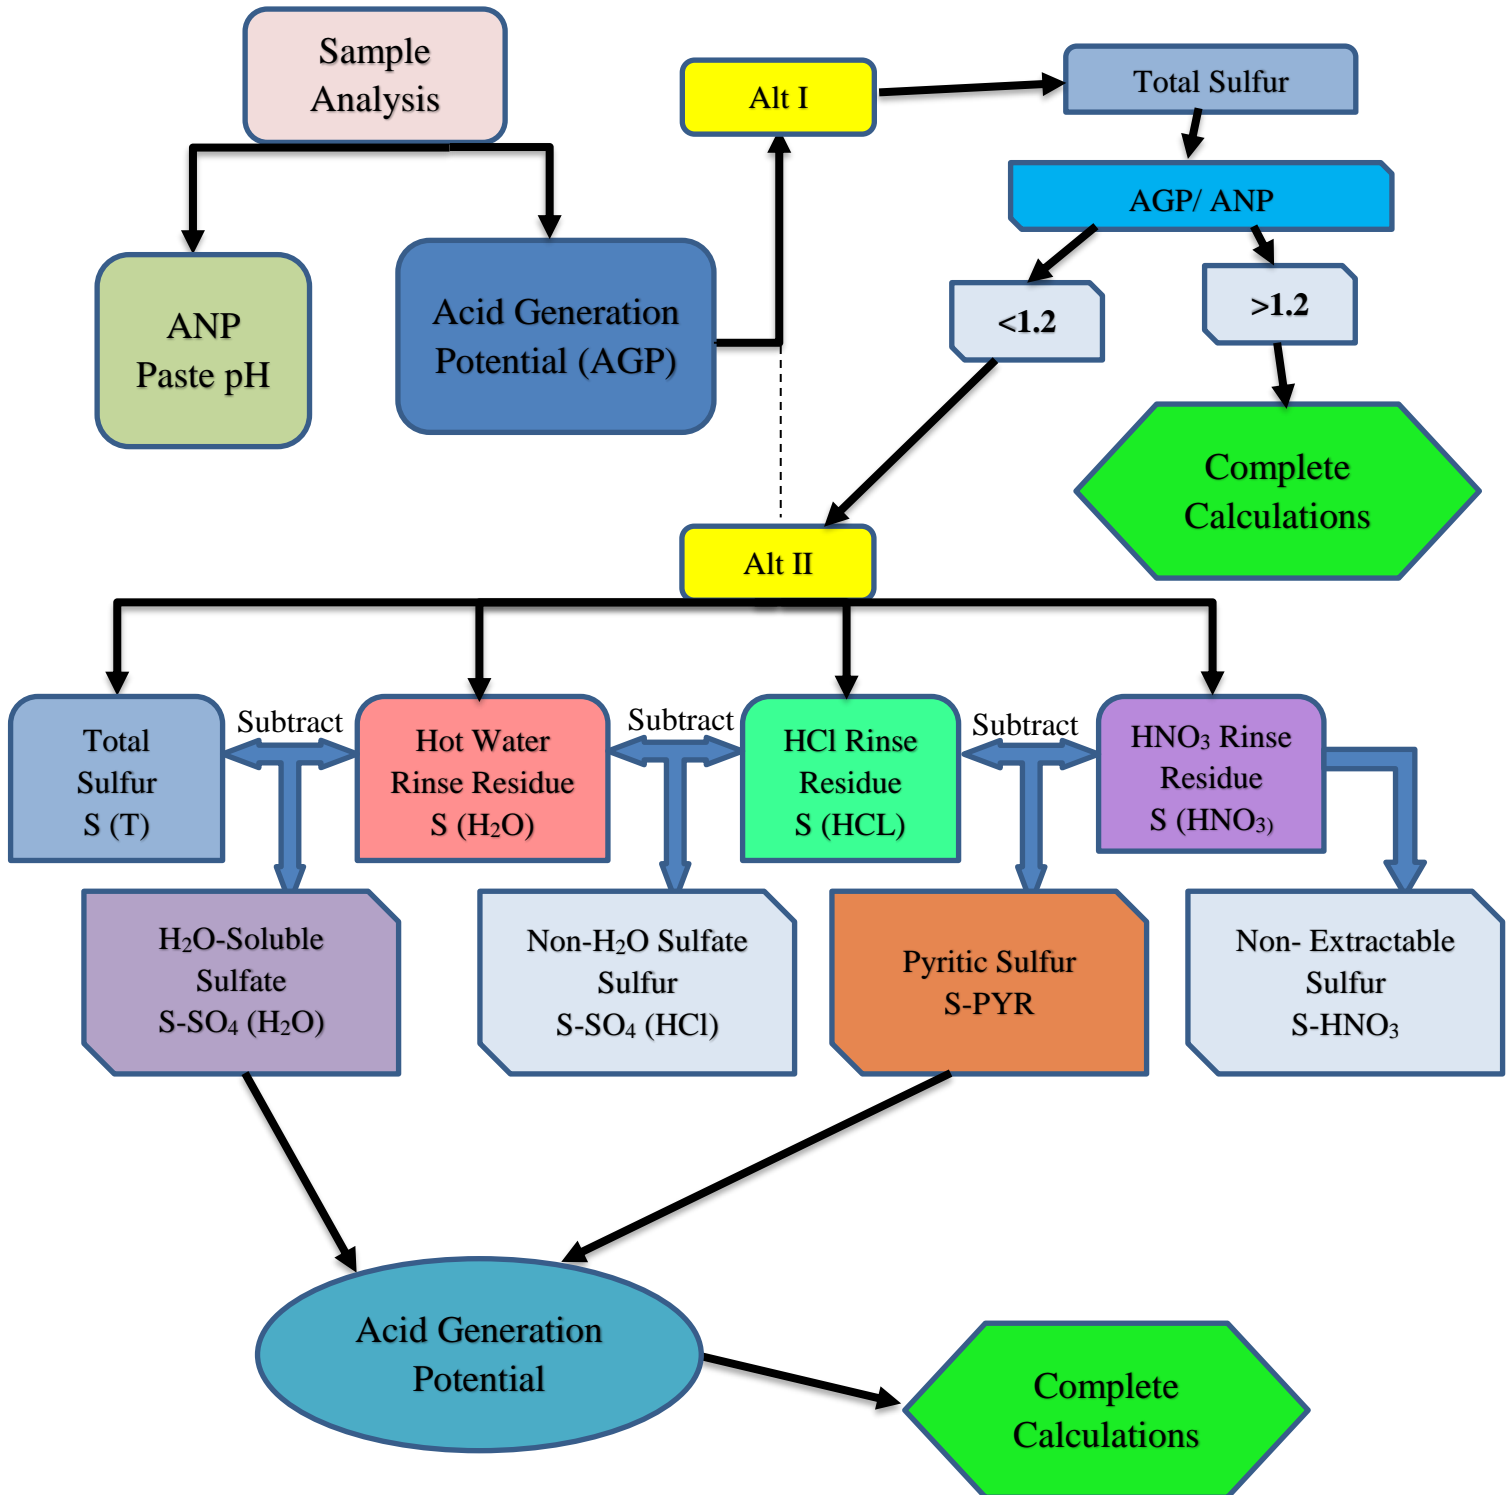 Sample
Analysis
Alt I
Total Sulfur
AGP/ ANP
<1.2
>1.2
ANP
Paste pH
Acid Generation
Potential (AGP)
Complete
Calculations
Alt II
Total
Sulfur
S (T)
Subtract
Hot Water
Rinse Residue
S (H₂O)
Subtract
HCl Rinse
Residue
S (HCL)
Subtract
HNO₃ Rinse
Residue
S (HNO₃)
H₂O-Soluble
Sulfate
S-SO₄ (H₂O)
Non-H₂O Sulfate
Sulfur
S-SO₄ (HCl)
Pyritic Sulfur
S-PYR
Non- Extractable
Sulfur
S-HNO₃
Acid Generation
Potential
Complete
Calculations